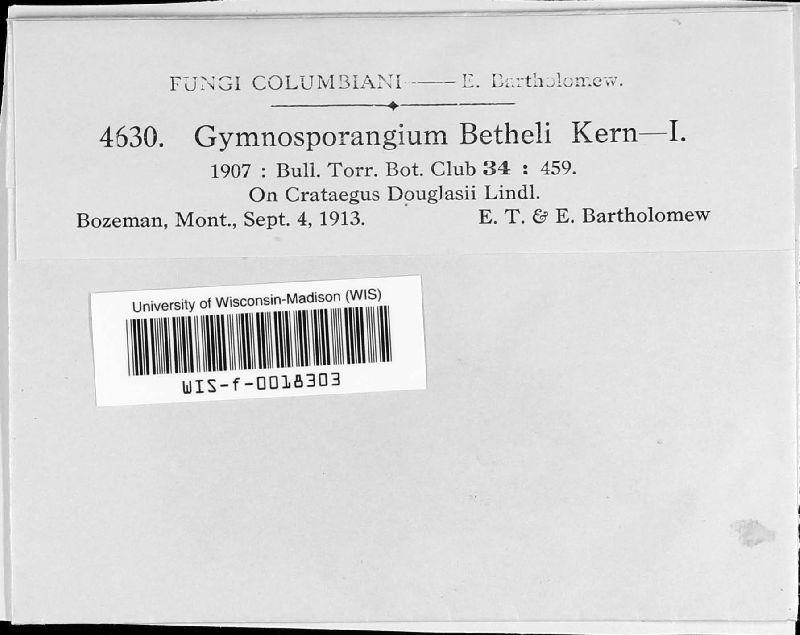 FUNGI COLUMBIANI —— E. Bartholomew.
4630. Gymnosporangium Betheli Kern—I.
1907 : Bull. Torr. Bot. Club 34 : 459.
On Crataegus Douglasii Lindl.
Bozeman, Mont., Sept. 4, 1913. E. T. & E. Bartholomew
University of Wisconsin-Madison (WIS)
WIS-f-0018303